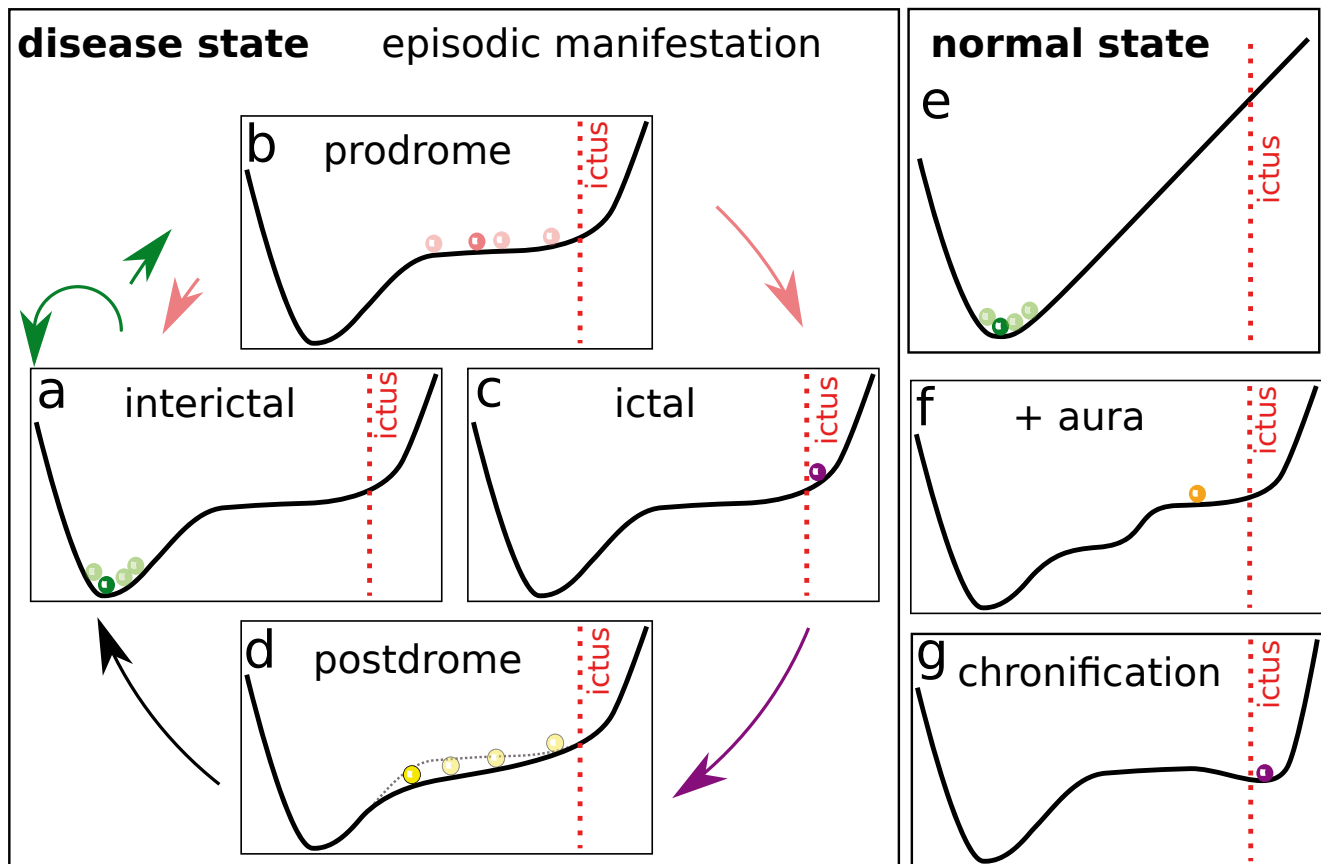 disease state episodic manifestation
b prodrome ictus
a interictal ictus
c ictal ictus
d postdrome ictus
normal state
e ictus
f + aura ictus
g chronification ictus